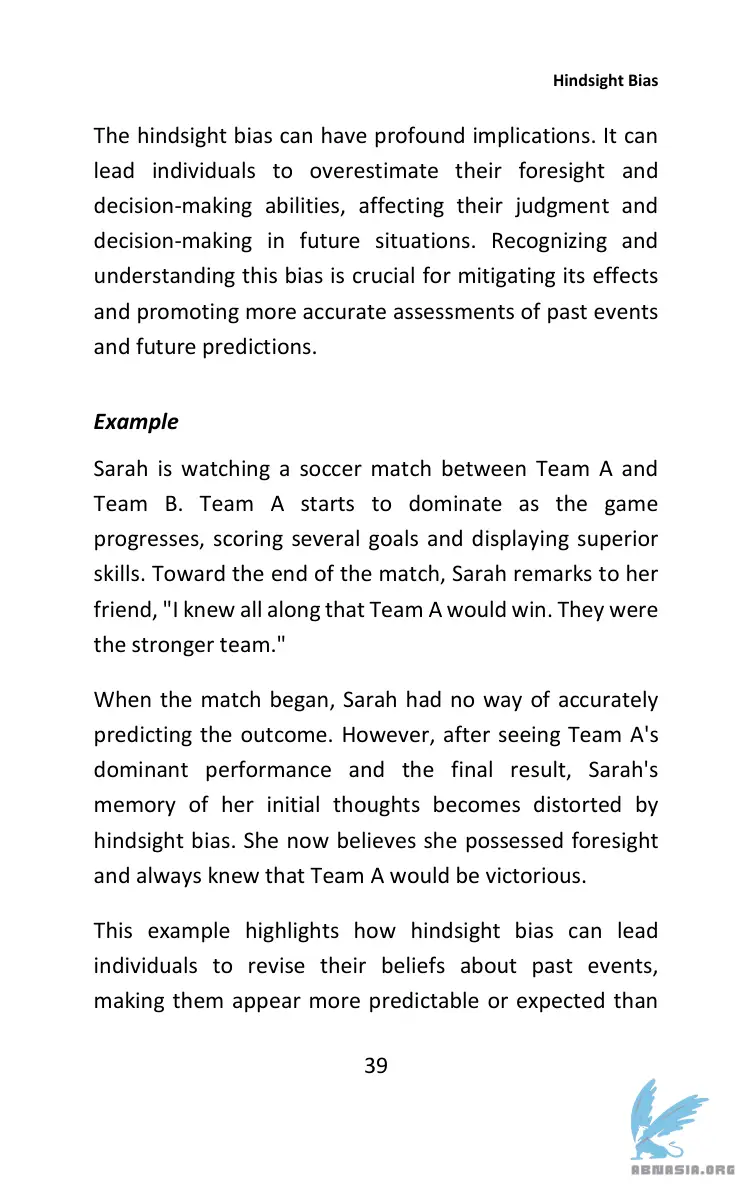 Hindsight Bias
The hindsight bias can have profound implications. It can
lead individuals to overestimate their foresight and
decision-making abilities, affecting their judgment and
decision-making in future situations. Recognizing and
understanding this bias is crucial for mitigating its effects
and promoting more accurate assessments of past events
and future predictions.
Example
Sarah is watching a soccer match between Team A and
Team B. Team A starts to dominate as the game
progresses, scoring several goals and displaying superior
skills. Toward the end of the match, Sarah remarks to her
friend, "I knew all along that Team A would win. They were
the stronger team."
When the match began, Sarah had no way of accurately
predicting the outcome. However, after seeing Team A's
dominant performance and the final result, Sarah's
memory of her initial thoughts becomes distorted by
hindsight bias. She now believes she possessed foresight
and always knew that Team A would be victorious.
This example highlights how hindsight bias can lead
individuals to revise their beliefs about past events,
making them appear more predictable or expected than
39
ABNASIA.ORG